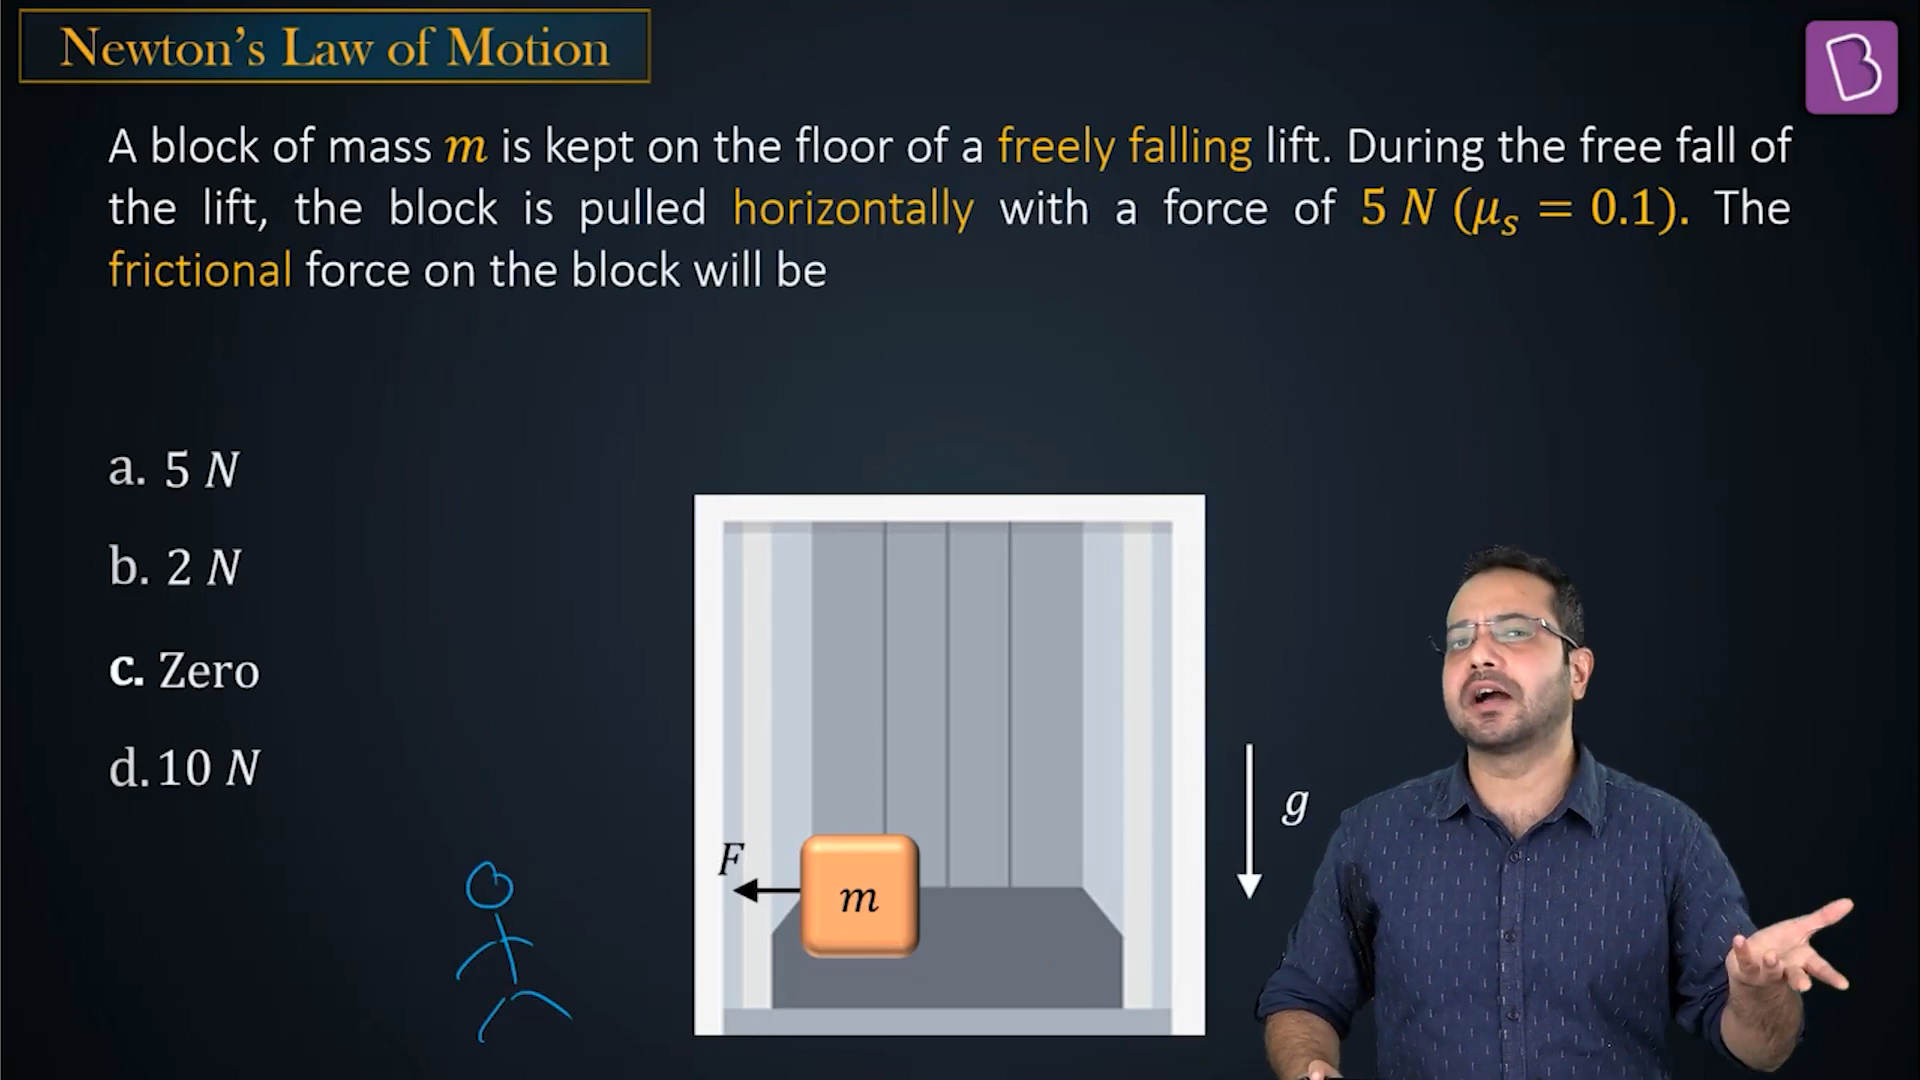 Newton's Law of Motion
B
A block of mass m is kept on the floor of a freely falling lift. During the free fall of
the lift, the block is pulled horizontally with a force of 5 N (μₛ = 0.1). The
frictional force on the block will be
a. 5 N
b. 2 N
c. Zero
d. 10 N
F
m
g